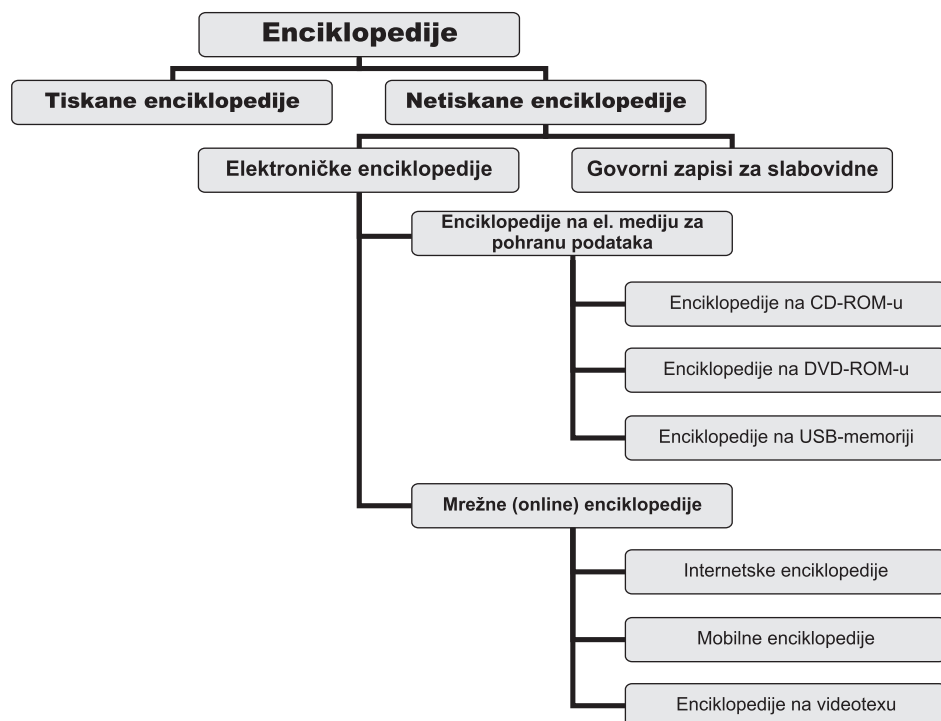 Enciklopedije
Tiskane enciklopedije
Netiskane enciklopedije
Elektroničke enciklopedije
Govorni zapisi za slabovidne
Enciklopedije na el. mediju za
pohranu podataka
Enciklopedije na CD-ROM-u
Enciklopedije na DVD-ROM-u
Enciklopedije na USB-memoriji
Mrežne (online) enciklopedije
Internetske enciklopedije
Mobilne enciklopedije
Enciklopedije na videotexu